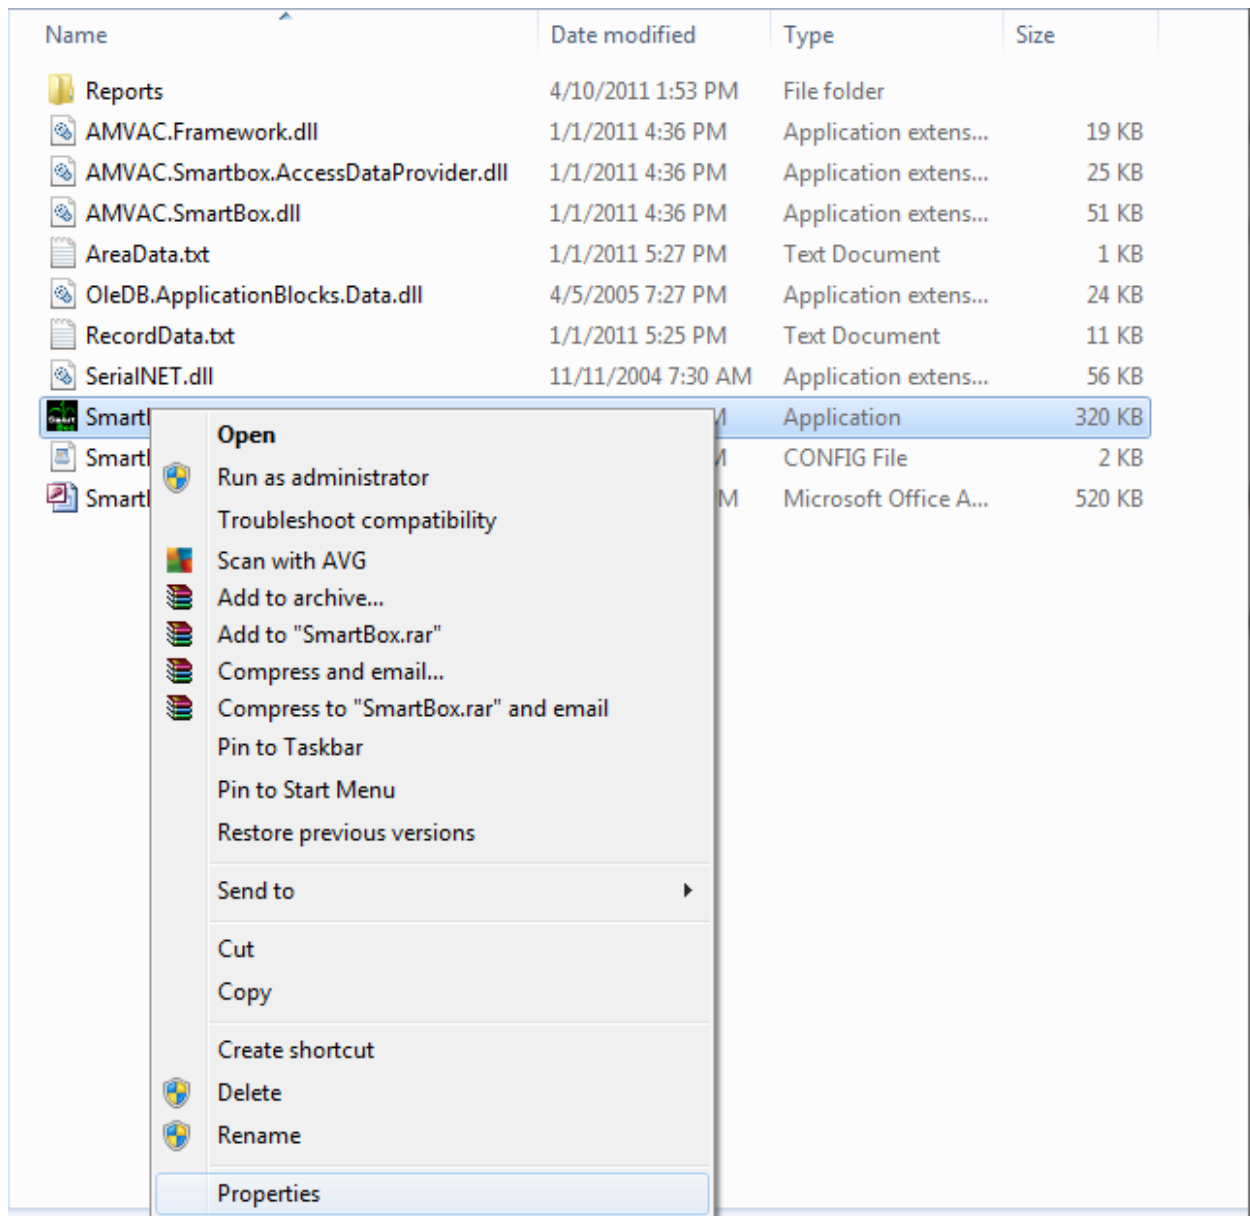 Name Date modified Type Size
Reports 4/10/2011 1:53 PM File folder
AMVAC.Framework.dll 1/1/2011 4:36 PM Application extens... 19 KB
AMVAC.Smartbox.AccessDataProvider.dll 1/1/2011 4:36 PM Application extens... 25 KB
AMVAC.SmartBox.dll 1/1/2011 4:36 PM Application extens... 51 KB
AreaData.txt 1/1/2011 5:27 PM Text Document 1 KB
OleDB.ApplicationBlocks.Data.dll 4/5/2005 7:27 PM Application extens... 24 KB
RecordData.txt 1/1/2011 5:25 PM Text Document 11 KB
SerialNET.dll 11/11/2004 7:30 AM Application extens... 56 KB
Smart Application 320 KB
Smart CONFIG File 2 KB
Smart M Microsoft Office A... 520 KB
Open
Run as administrator
Troubleshoot compatibility
Scan with AVG
Add to archive...
Add to "SmartBox.rar"
Compress and email...
Compress to "SmartBox.rar" and email
Pin to Taskbar
Pin to Start Menu
Restore previous versions
Send to
Cut
Copy
Create shortcut
Delete
Rename
Properties